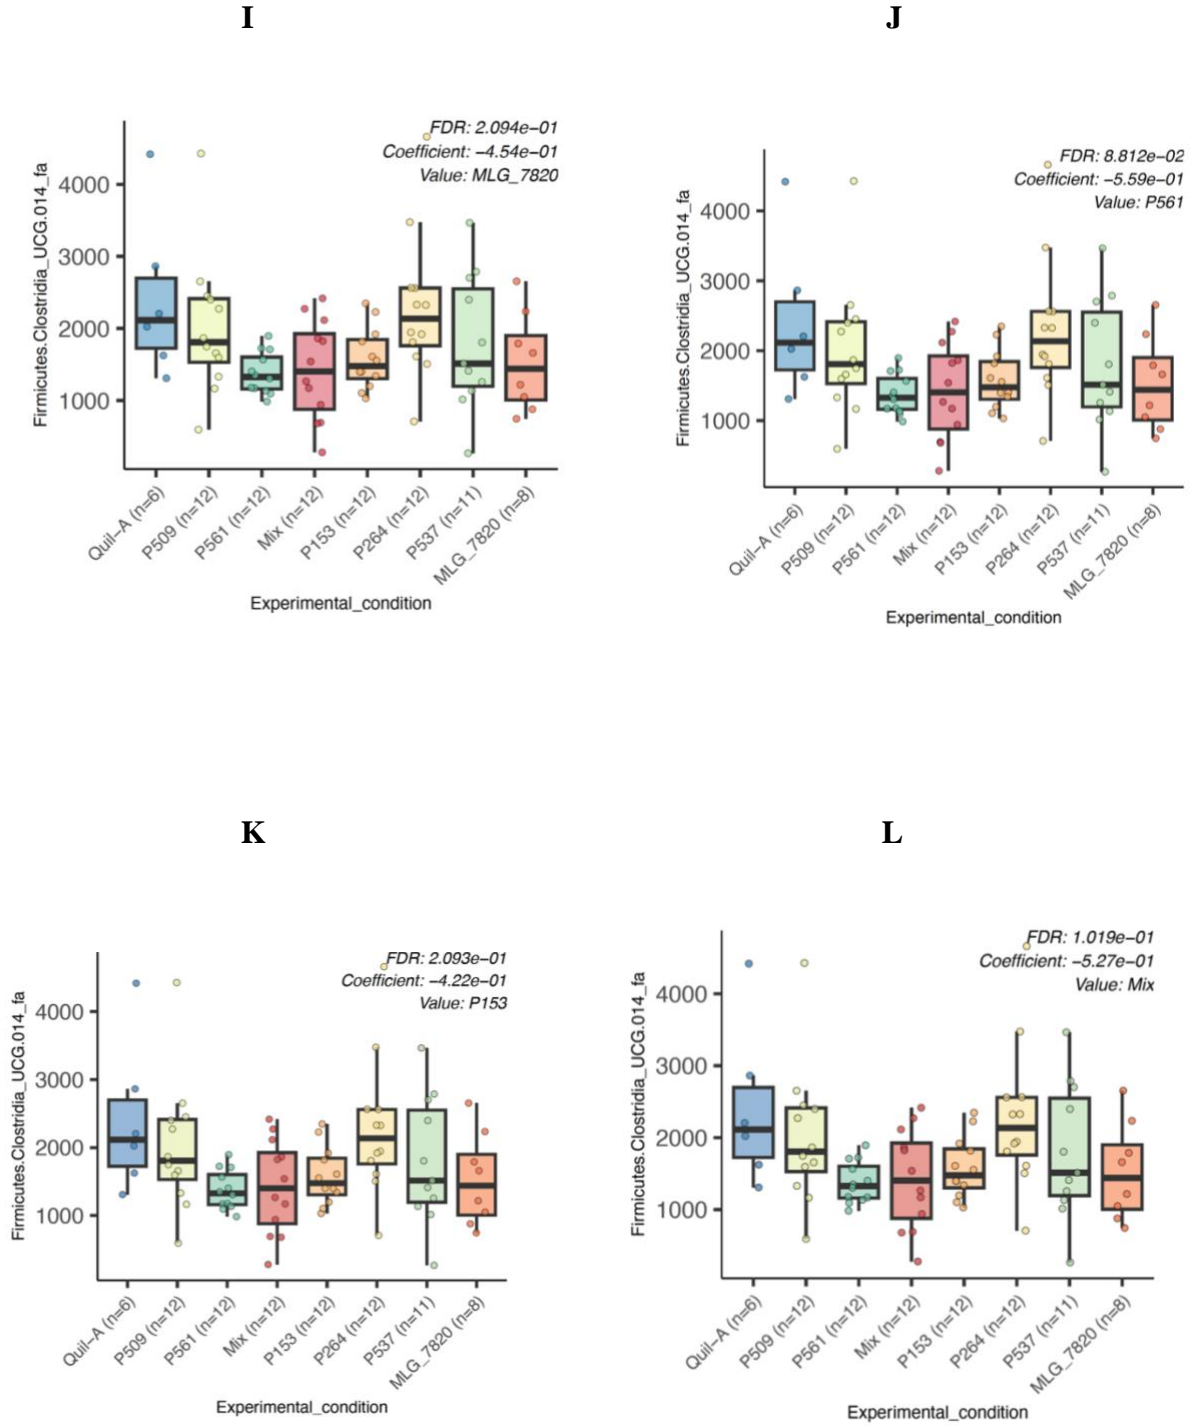 I
FDR: 2.094e−01
Coefficient: −4.54e−01
Value: MLG_7820
Firmicutes.Clostridia_UCG.014_fa
4000
3000
2000
1000
Quil−A (n=6)
P509 (n=12)
P561 (n=12)
Mix (n=12)
P153 (n=12)
P264 (n=12)
P537 (n=11)
MLG_7820 (n=8)
Experimental_condition
J
FDR: 8.812e−02
Coefficient: −5.59e−01
Value: P561
Firmicutes.Clostridia_UCG.014_fa
4000
3000
2000
1000
Quil−A (n=6)
P509 (n=12)
P561 (n=12)
Mix (n=12)
P153 (n=12)
P264 (n=12)
P537 (n=11)
MLG_7820 (n=8)
Experimental_condition
K
FDR: 2.093e−01
Coefficient: −4.22e−01
Value: P153
Firmicutes.Clostridia_UCG.014_fa
4000
3000
2000
1000
Quil−A (n=6)
P509 (n=12)
P561 (n=12)
Mix (n=12)
P153 (n=12)
P264 (n=12)
P537 (n=11)
MLG_7820 (n=8)
Experimental_condition
L
FDR: 1.019e−01
Coefficient: −5.27e−01
Value: Mix
Firmicutes.Clostridia_UCG.014_fa
4000
3000
2000
1000
Quil−A (n=6)
P509 (n=12)
P561 (n=12)
Mix (n=12)
P153 (n=12)
P264 (n=12)
P537 (n=11)
MLG_7820 (n=8)
Experimental_condition